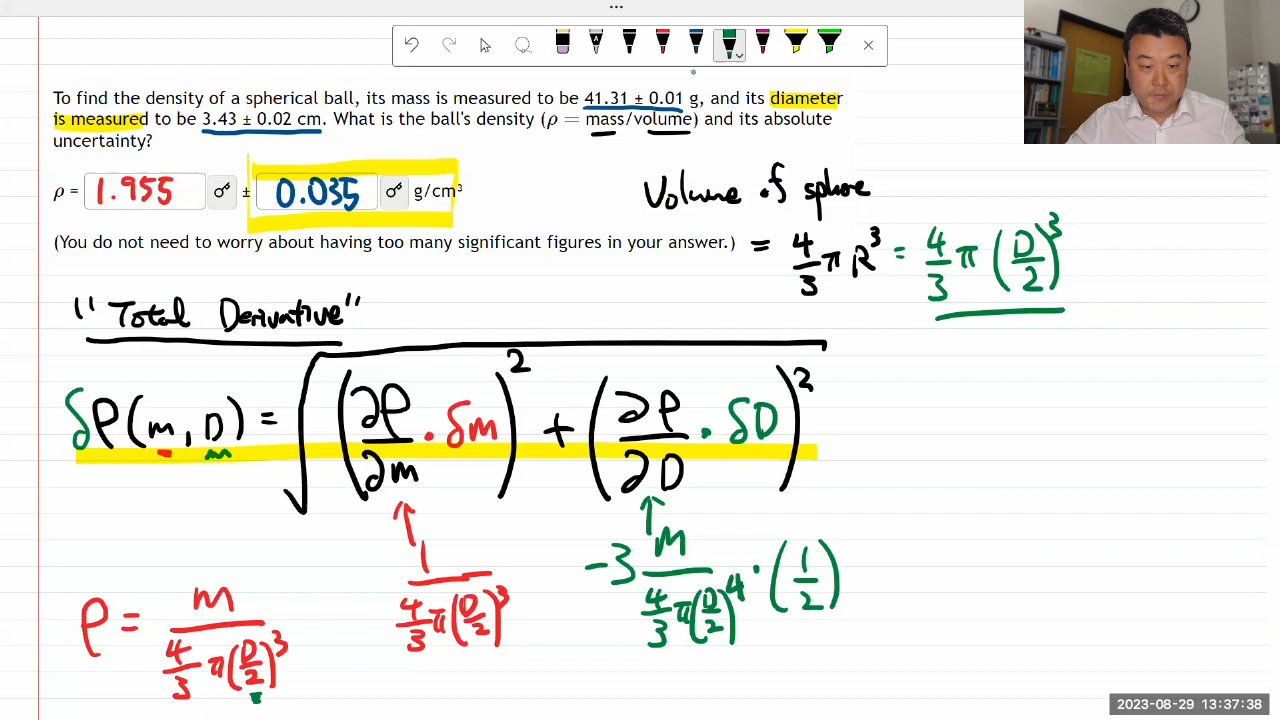 To find the density of a spherical ball, its mass is measured to be 41.31 ± 0.01 g, and its diameter
is measured to be 3.43 ± 0.02 cm. What is the ball's density (ρ = mass/volume) and its absolute
uncertainty?
ρ = 1.955 ± 0.035 g/cm³
Volume of sphere
(You do not need to worry about having too many significant figures in your answer.)
= 4/3 π R³ = 4/3 π (D/2)³
"Total Derivative"
δρ(m, D) = √((∂ρ/∂m · δm)² + (∂ρ/∂D · δD)²)
1/(4/3 π(D/2)³)
-3 m/(4/3 π(D/2)⁴) · (1/2)
ρ = m/(4/3 π(D/2)³)
2023-08-29 13:37:38